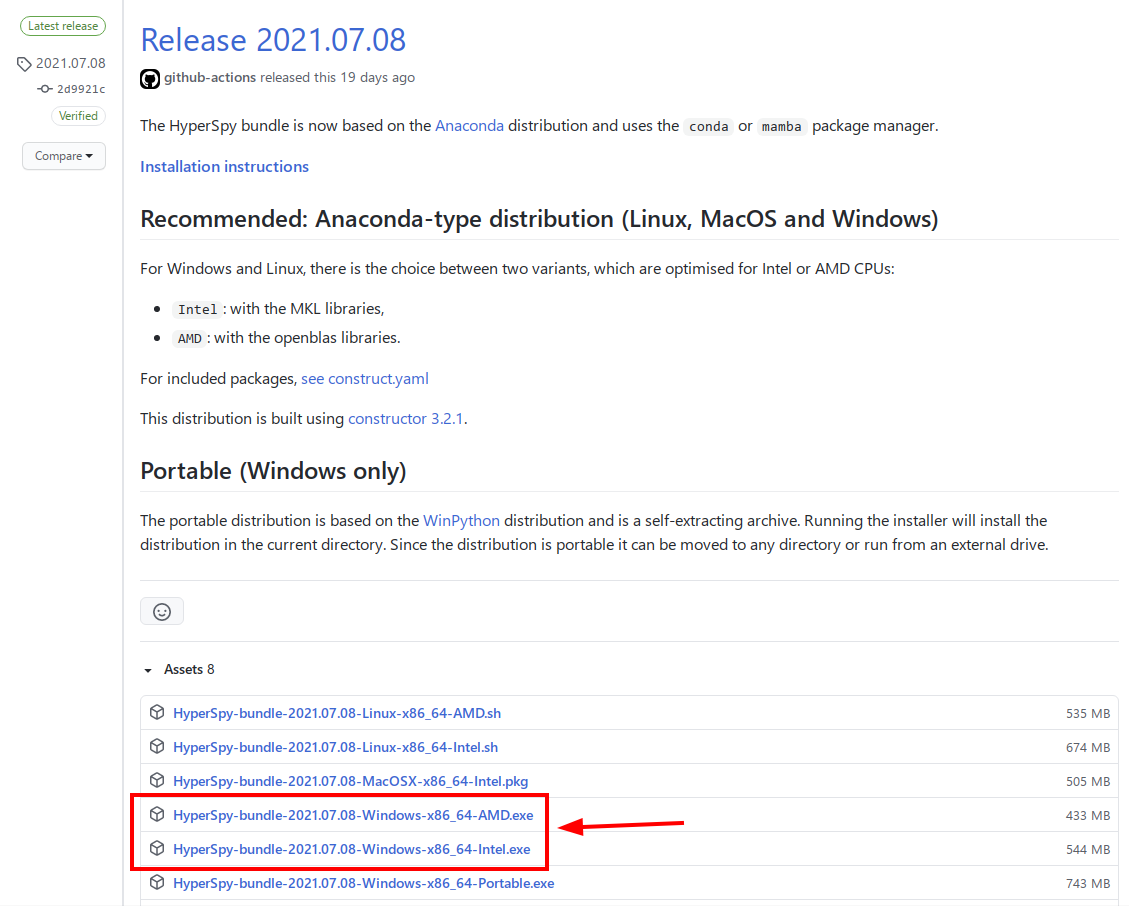 Latest release
2021.07.08
2d9921c
Verified
Compare
Release 2021.07.08
github-actions released this 19 days ago
The HyperSpy bundle is now based on the Anaconda distribution and uses the conda or mamba package manager.
Installation instructions
Recommended: Anaconda-type distribution (Linux, MacOS and Windows)
For Windows and Linux, there is the choice between two variants, which are optimised for Intel or AMD CPUs:
Intel: with the MKL libraries,
AMD: with the openblas libraries.
For included packages, see construct.yaml
This distribution is built using constructor 3.2.1.
Portable (Windows only)
The portable distribution is based on the WinPython distribution and is a self-extracting archive. Running the installer will install the
distribution in the current directory. Since the distribution is portable it can be moved to any directory or run from an external drive.
Assets 8
HyperSpy-bundle-2021.07.08-Linux-x86_64-AMD.sh 535 MB
HyperSpy-bundle-2021.07.08-Linux-x86_64-Intel.sh 674 MB
HyperSpy-bundle-2021.07.08-MacOSX-x86_64-Intel.pkg 505 MB
HyperSpy-bundle-2021.07.08-Windows-x86_64-AMD.exe 433 MB
HyperSpy-bundle-2021.07.08-Windows-x86_64-Intel.exe 544 MB
HyperSpy-bundle-2021.07.08-Windows-x86_64-Portable.exe 743 MB